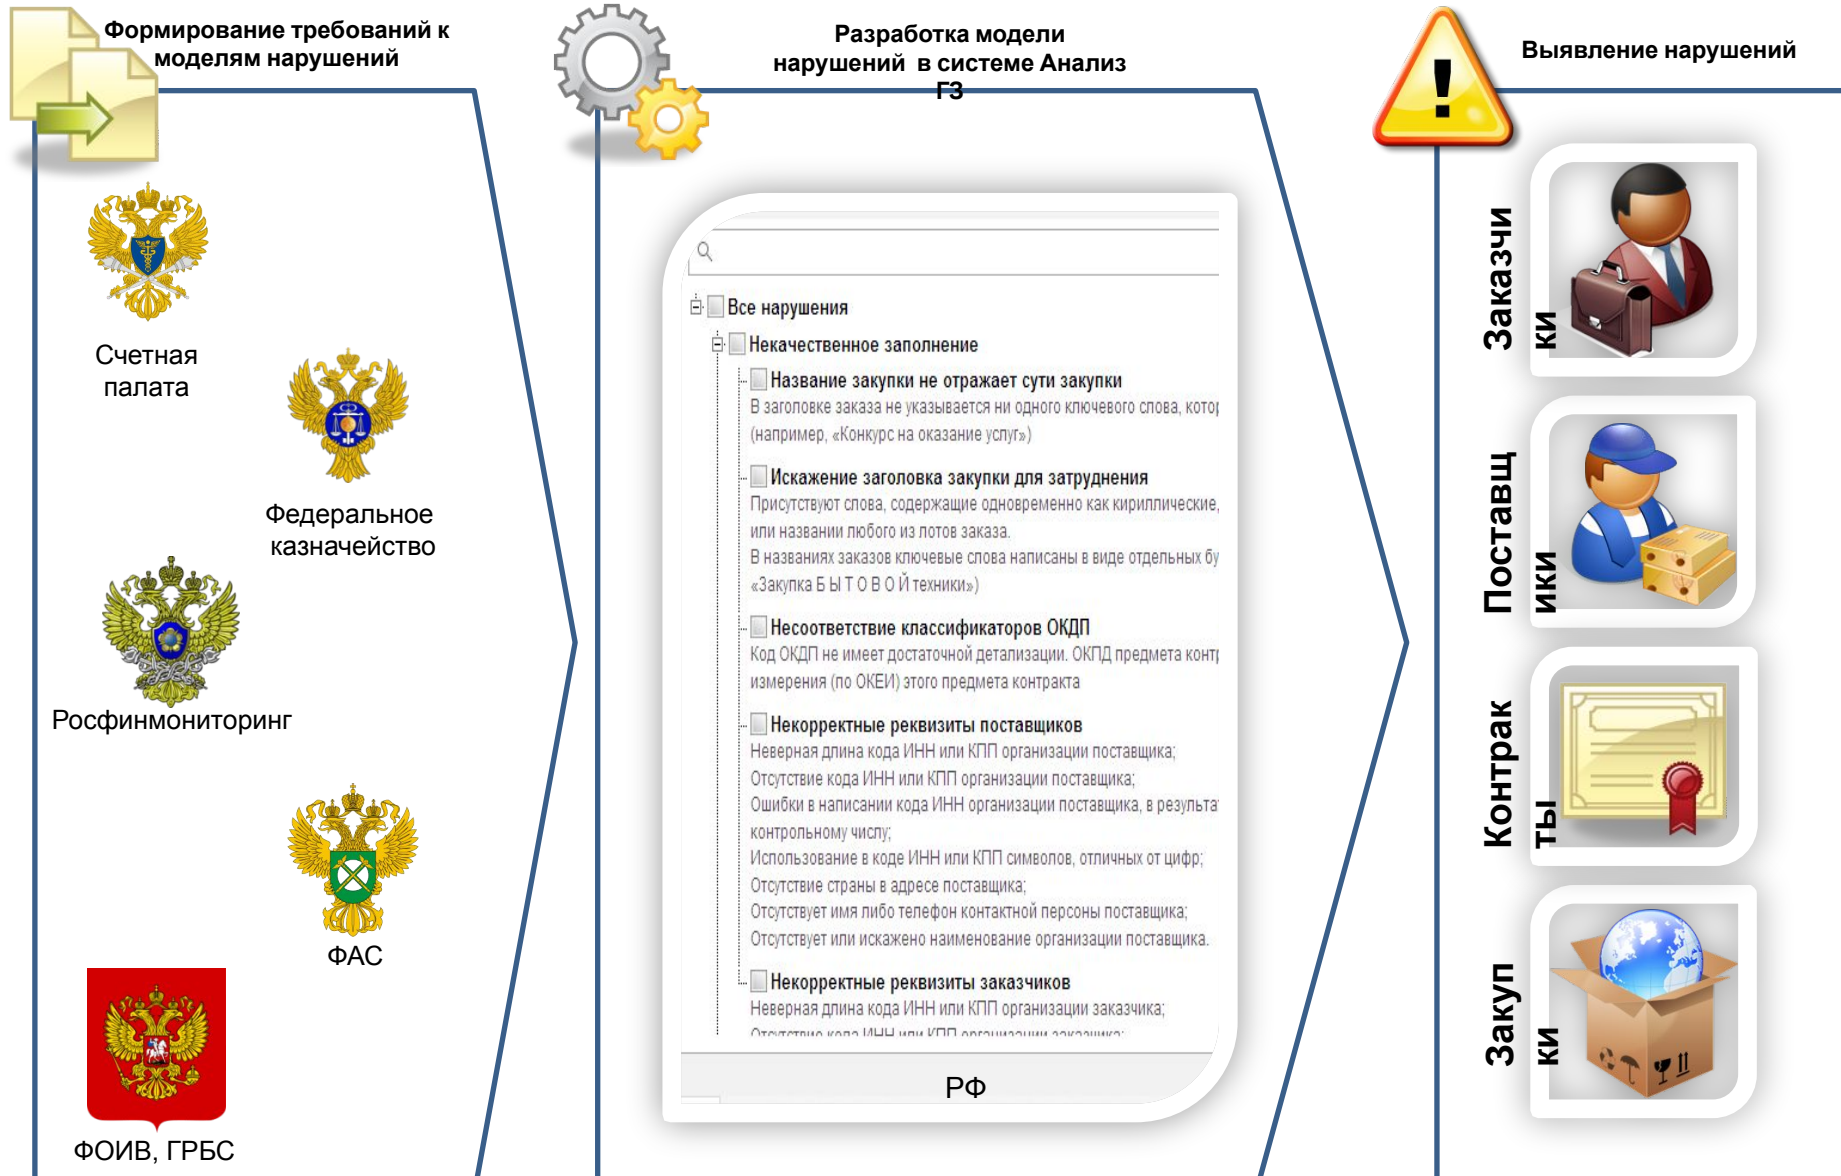 Формирование требований к
моделям нарушений
Счетная
палата
Федеральное
казначейство
Росфинмониторинг
ФАС
ФОИВ, ГРБС
Разработка модели
нарушений в системе Анализ
ГЗ
Все нарушения
Некачественное заполнение
Название закупки не отражает сути закупки
В заголовке заказа не указывается ни одного ключевого слова,
(например, «Конкурс на оказание услуг»)
Искажение заголовка закупки для затруднения
Присутствуют слова, содержащие одновременно как кириллические,
или названии любого из лотов заказа.
В названиях заказов ключевые слова написаны в виде отдельных
«Закупка Б Ы Т О В О Й техники»)
Несоответствие классификаторов ОКДП
Код ОКДП не имеет достаточной детализации. ОКПД предмета
измерения (по ОКЕИ) этого предмета контракта
Некорректные реквизиты поставщиков
Неверная длина кода ИНН или КПП организации поставщика;
Отсутствие кода ИНН или КПП организации поставщика;
Ошибки в написании кода ИНН организации поставщика, в
контрольному числу;
Использование в коде ИНН или КПП символов, отличных от цифр;
Отсутствие страны в адресе поставщика;
Отсутствует имя либо телефон контактной персоны поставщика;
Отсутствует или искажено наименование организации поставщика.
Некорректные реквизиты заказчиков
Неверная длина кода ИНН или КПП организации заказчика;
Отсутствие кода ИНН или КПП организации заказчика;
РФ
Выявление нарушений
Заказчи
ки
Поставщ
ики
Контрак
ты
Закуп
ки